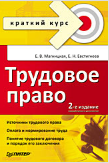 краткий курс
Е. В. Магницкая, Е. Н. Евстигнеев
Трудовое право
2-е издание
Источники трудового права
Оплата и нормирование труда
Понятие трудового договора
и порядок его заключения
ПИТЕР